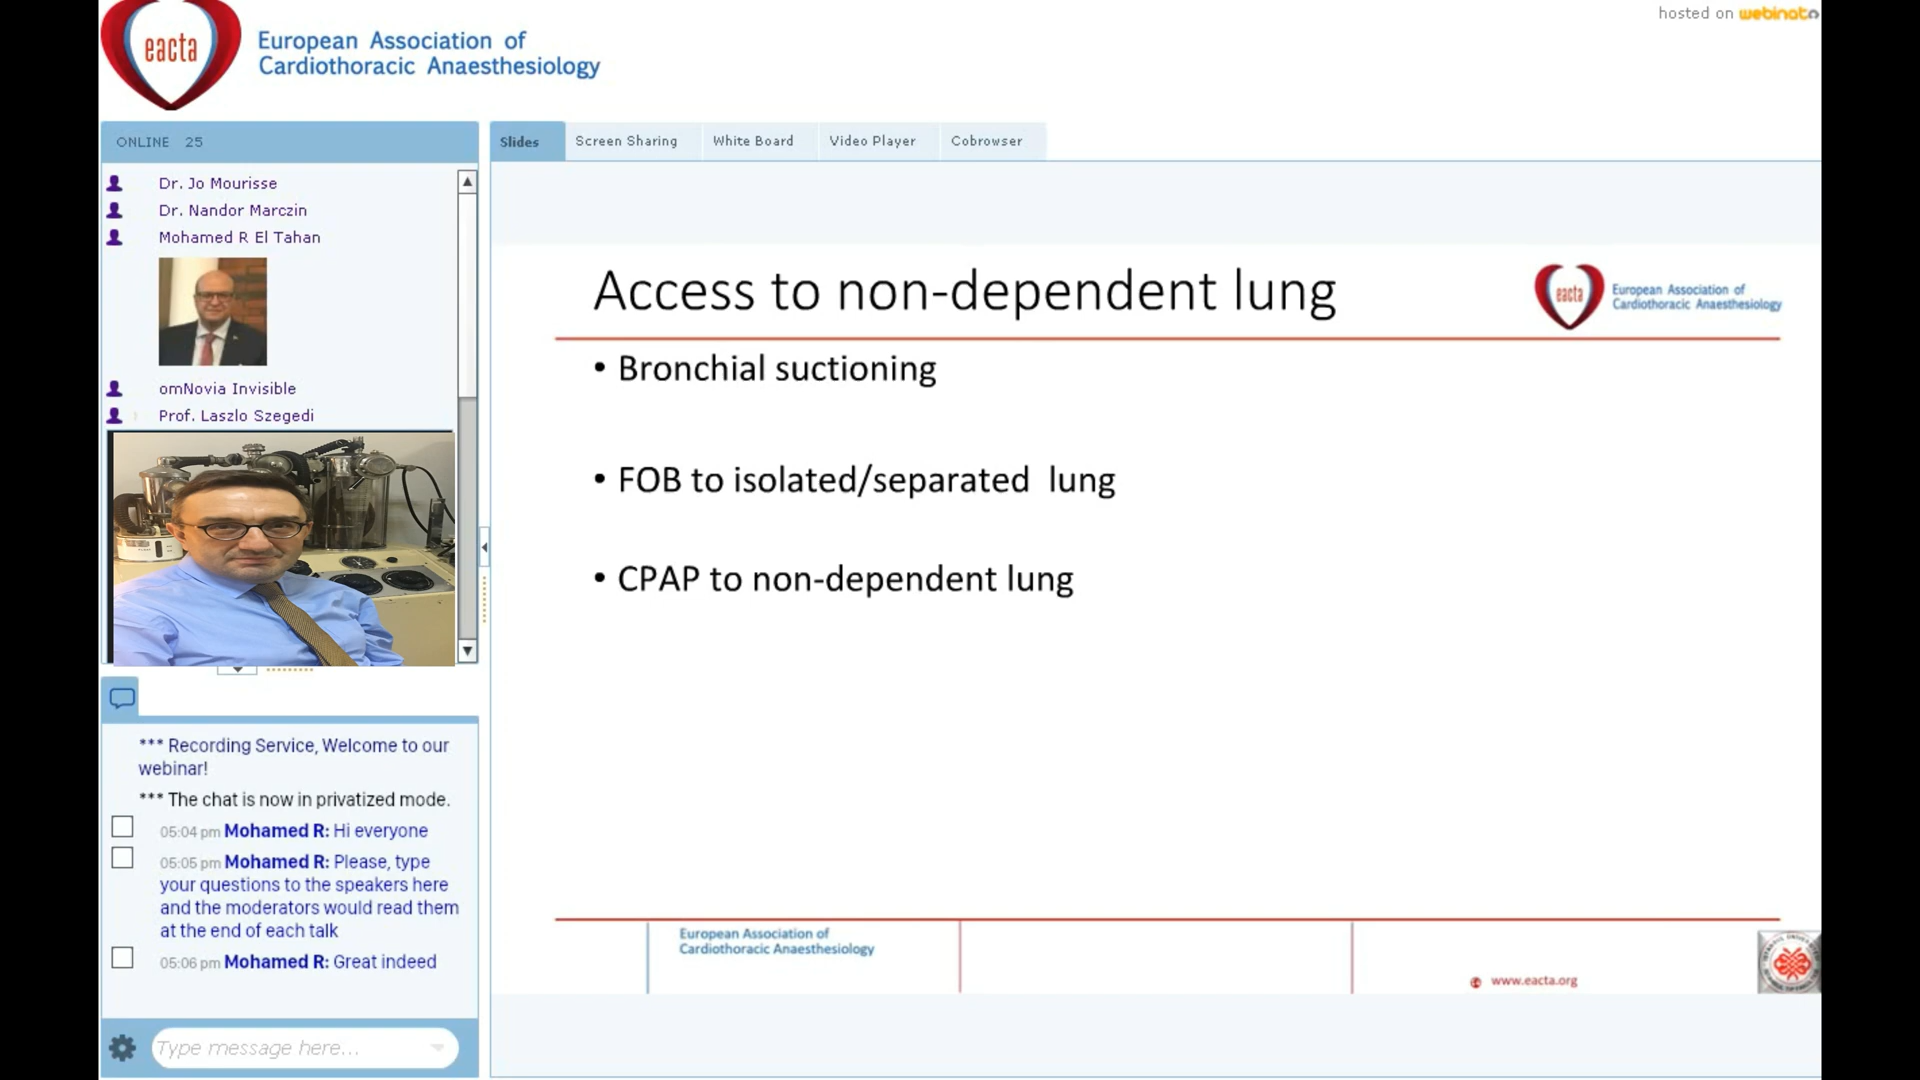 hosted on webinato
eacta
European Association of
Cardiothoracic Anaesthesiology
ONLINE 25
Slides
Screen Sharing
White Board
Video Player
Cobrowser
Dr. Jo Mourisse
Dr. Nandor Marczin
Mohamed R El Tahan
omNovia Invisible
Prof. Laszlo Szegedi
*** Recording Service, Welcome to our
webinar!
*** The chat is now in privatized mode.
05:04 pm Mohamed R: Hi everyone
05:05 pm Mohamed R: Please, type
your questions to the speakers here
and the moderators would read them
at the end of each talk
05:06 pm Mohamed R: Great indeed
Type message here...
Access to non-dependent lung
eacta
European Association of
Cardiothoracic Anaesthesiology
• Bronchial suctioning
• FOB to isolated/separated lung
• CPAP to non-dependent lung
European Association of
Cardiothoracic Anaesthesiology
www.eacta.org